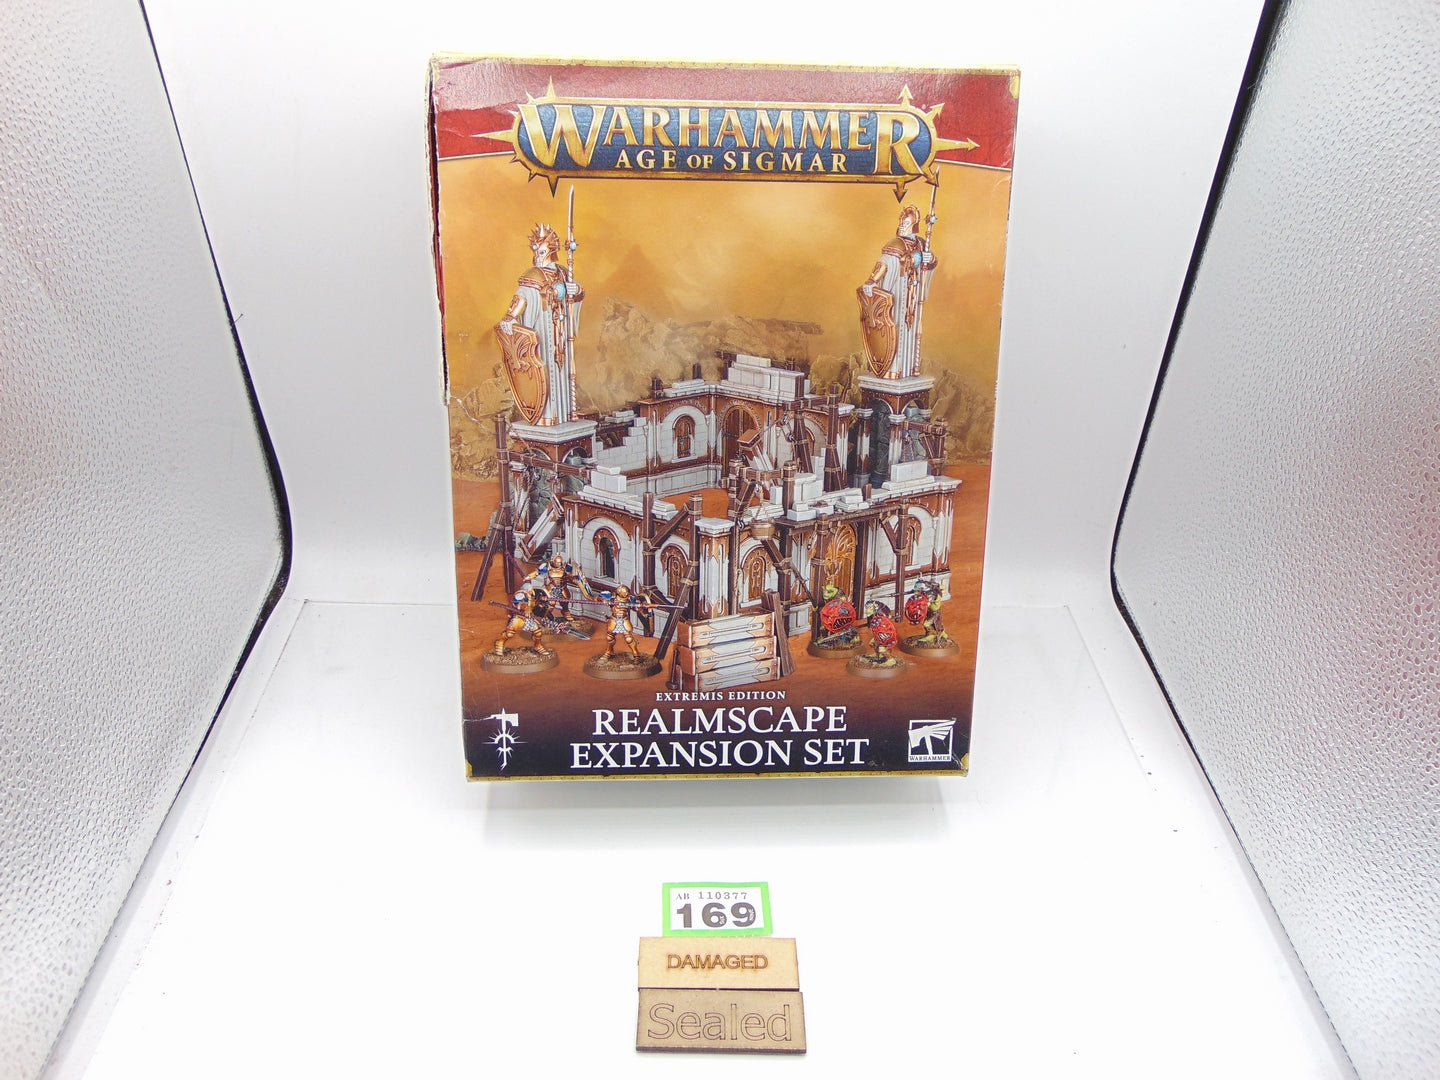 WARHAMMER
AGE OF SIGMAR
EXTREMIS EDITION
REALMSCAPE
EXPANSION SET
WARHAMMER
AB 110377
169
DAMAGED
Sealed